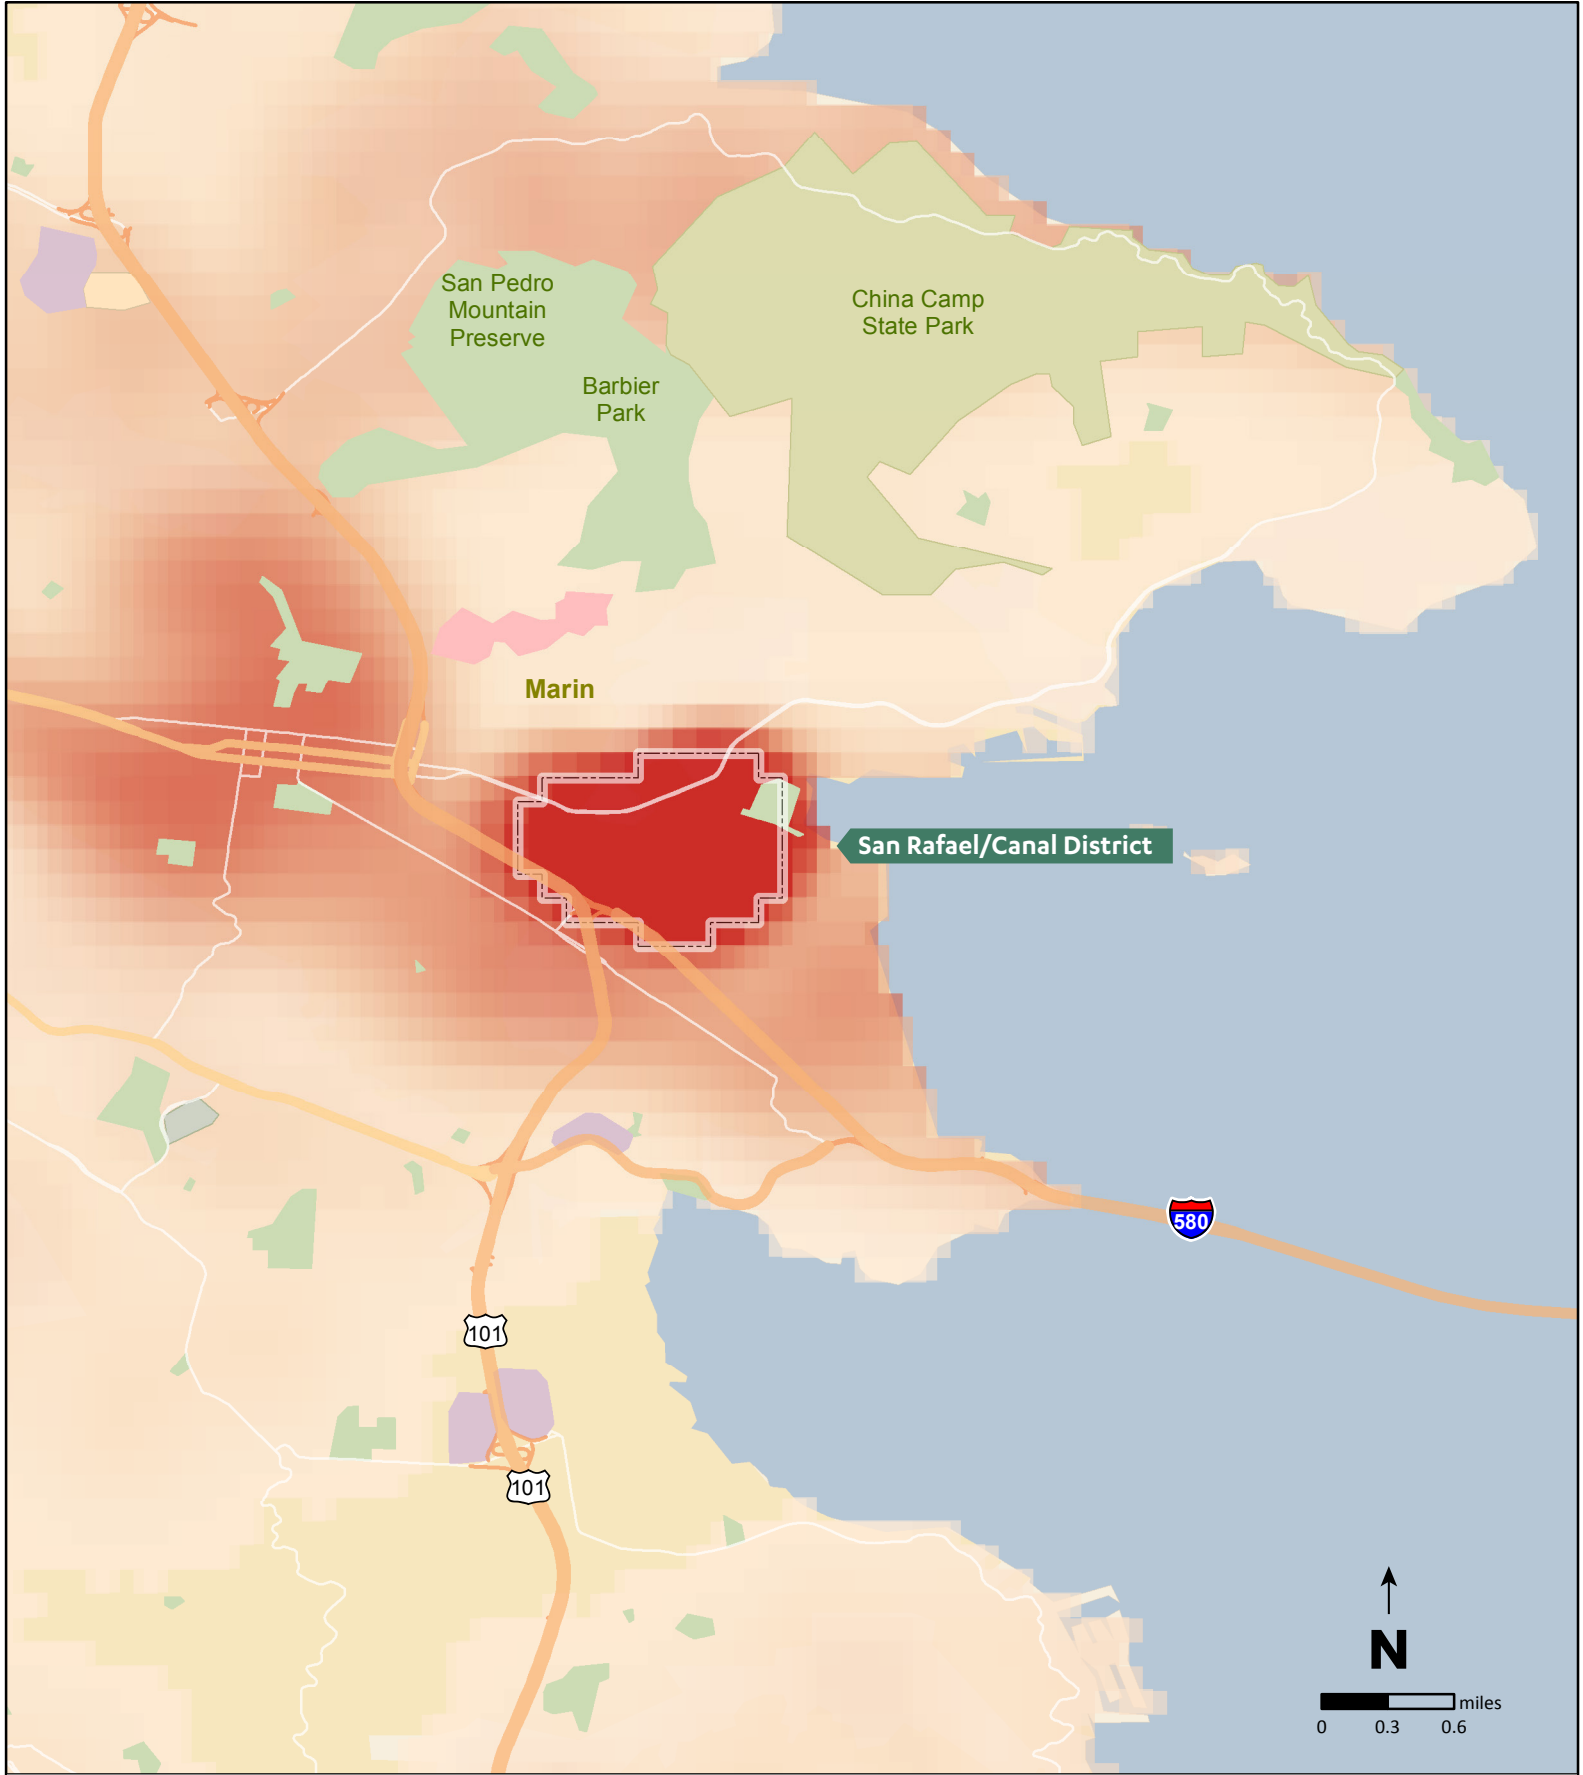 San Pedro
Mountain
Preserve
China Camp
State Park
Barbier
Park
Marin
San Rafael/Canal District
580
101
101
N
miles
0 0.3 0.6